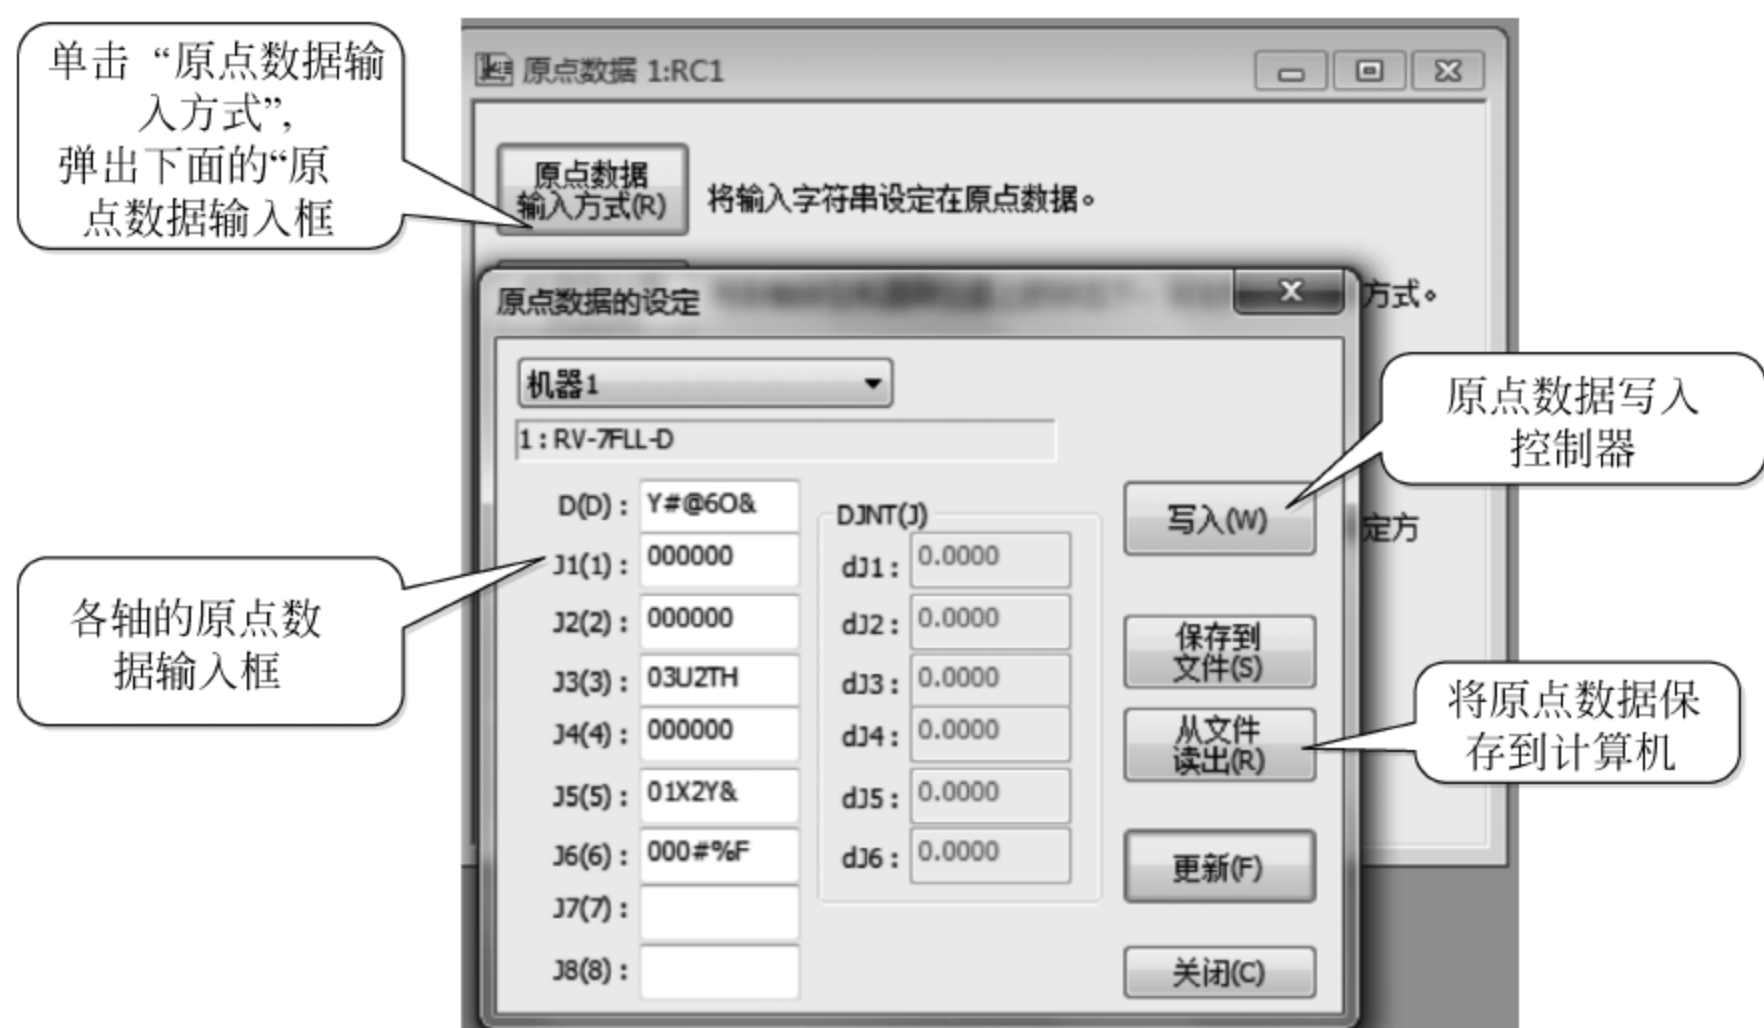 单击 “原点数据输
入方式”,
弹出下面的“原
点数据输入框
原点数据 1:RC1
原点数据
输入方式(R)
将输入字符串设定在原点数据。
原点数据的设定
方式。
机器1
1:RV-7FLL-D
原点数据写入
控制器
D(D): Y#@6O&
DJNT(J)
写入(W)
定方
J1(1): 000000
dJ1: 0.0000
各轴的原点数
据输入框
J2(2): 000000
dJ2: 0.0000
保存到
文件(S)
J3(3): 03U2TH
dJ3: 0.0000
将原点数据保
存到计算机
J4(4): 000000
dJ4: 0.0000
从文件
读出(R)
J5(5): 01X2Y&
dJ5: 0.0000
J6(6): 000#%F
dJ6: 0.0000
更新(F)
J7(7):
J8(8):
关闭(C)